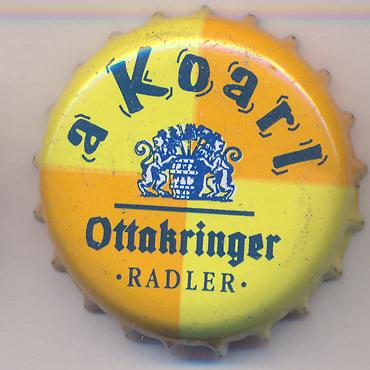 a Koarl
Ottakringer
· RADLER ·